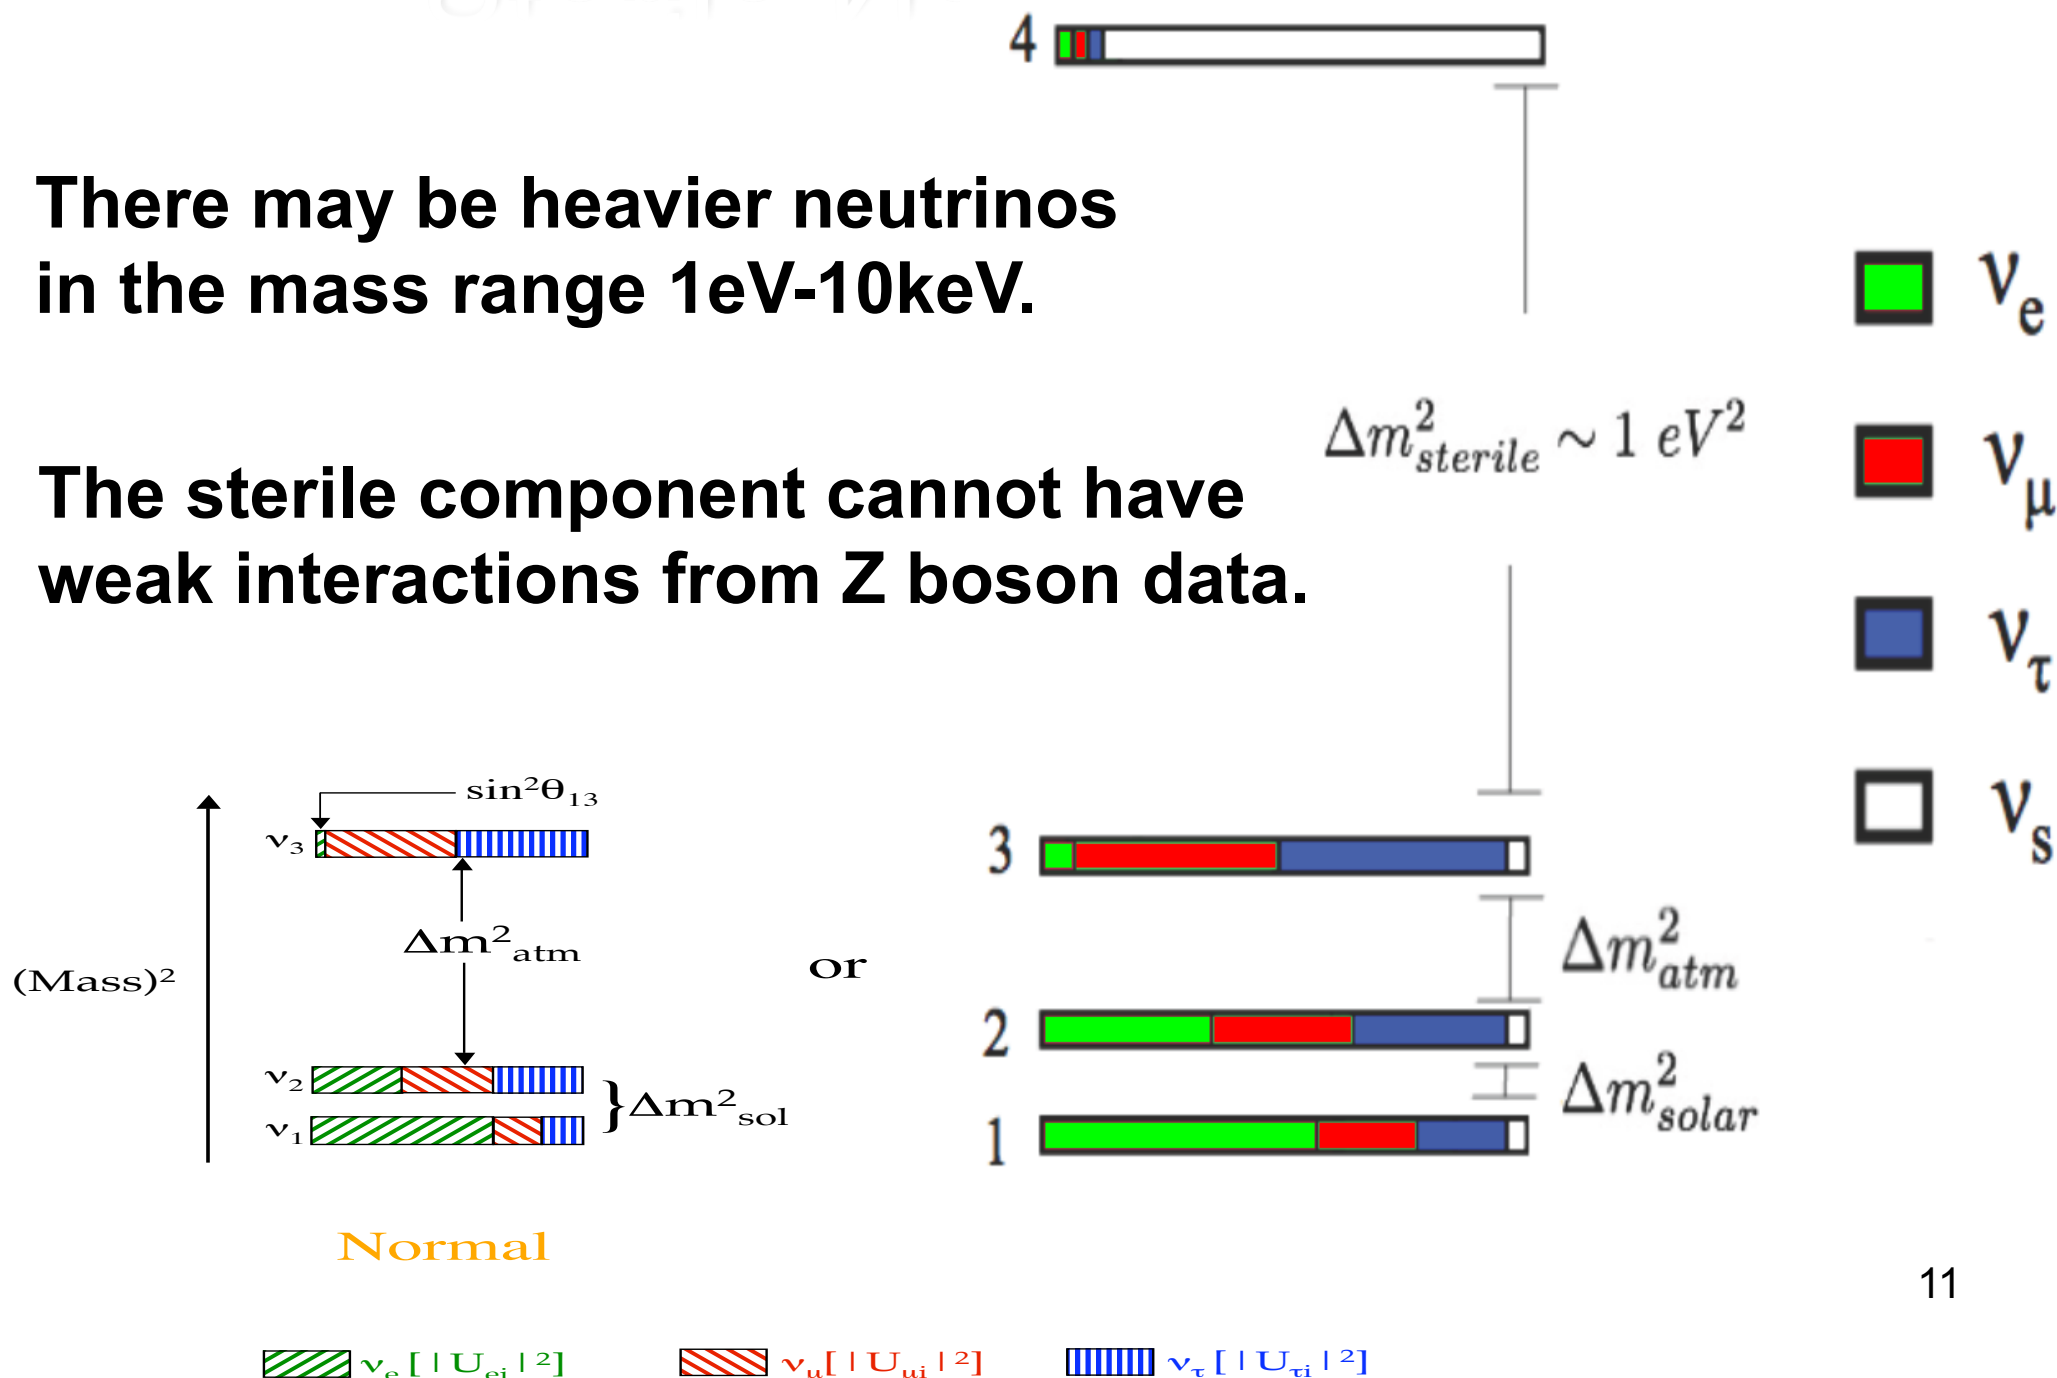 4
There may be heavier neutrinos
in the mass range 1eV-10keV.
νe
Δm²sterile ~ 1 eV²
νμ
The sterile component cannot have
weak interactions from Z boson data.
ντ
νs
sin²θ13
ν3
3
Δm²atm
(Mass)²
or
Δm²atm
2
ν2
Δm²sol
Δm²solar
ν1
1
Normal
11
νe [ |Uei|²]
νμ[ |Uμi|²]
ντ [ |Uτi|²]